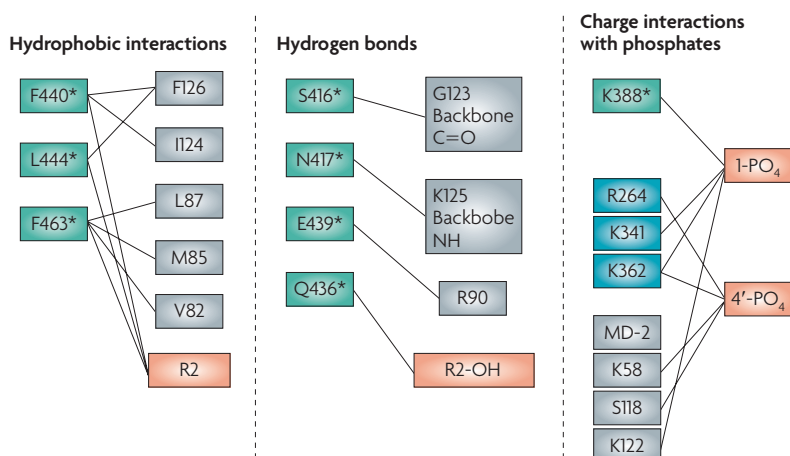 Hydrophobic interactions
F440*
L444*
F463*
F126
I124
L87
M85
V82
R2
Hydrogen bonds
S416*
N417*
E439*
Q436*
G123
Backbone
C=O
K125
Backbobe
NH
R90
R2-OH
Charge interactions
with phosphates
K388*
R264
K341
K362
MD-2
K58
S118
K122
1-PO₄
4′-PO₄